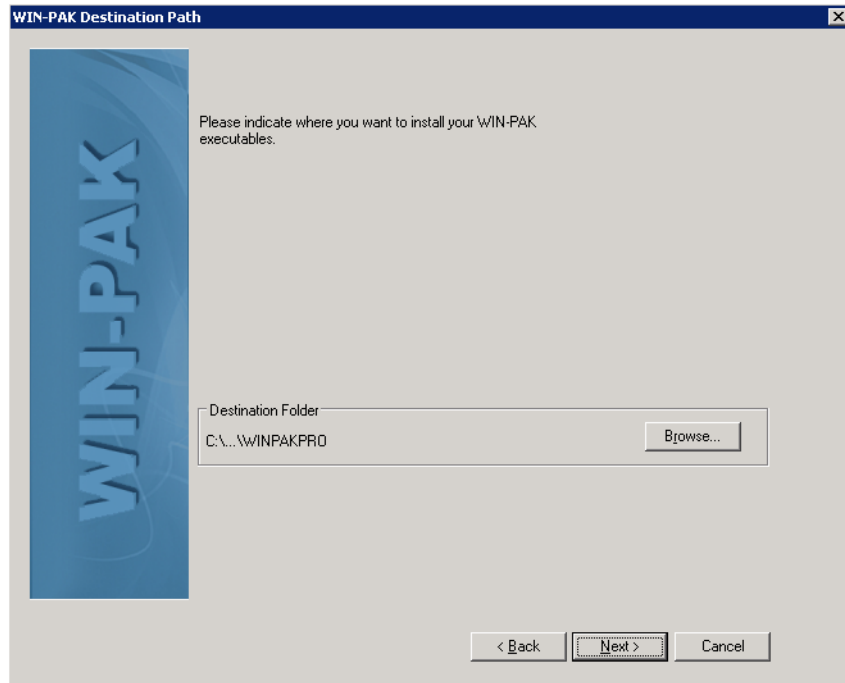 WIN-PAK Destination Path
WIN-PAK
Please indicate where you want to install your WIN-PAK
executables.
Destination Folder
C:\...\WINPAKPRO
Browse...
< Back
Next >
Cancel